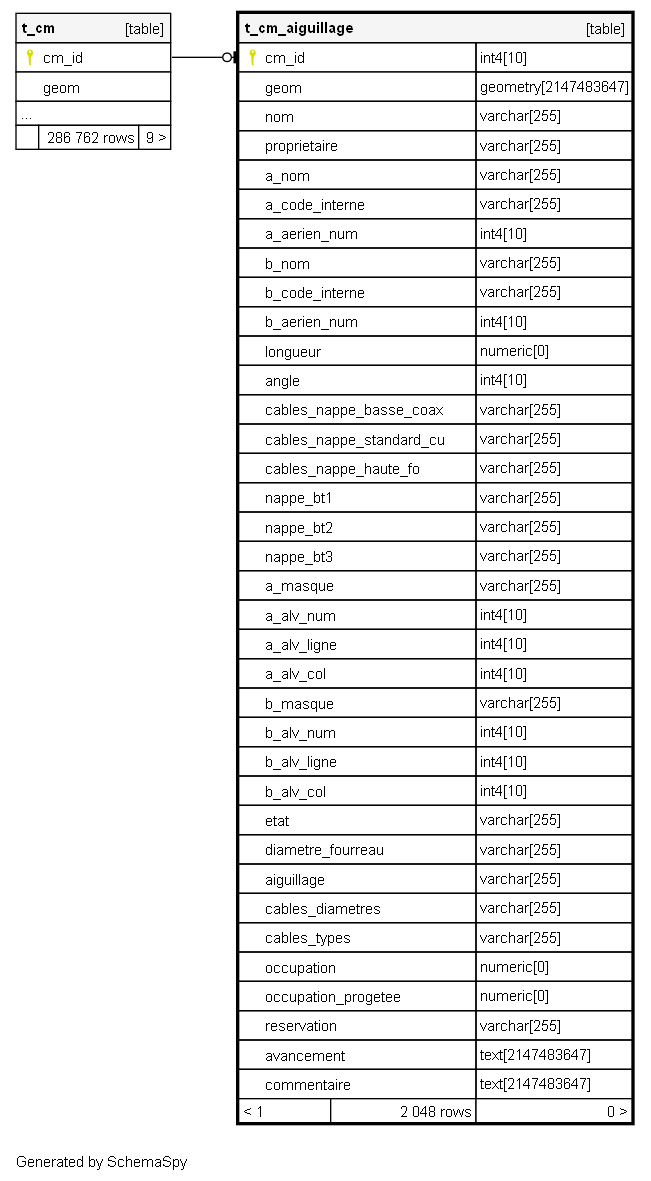 t_cm [table]
cm_id
geom
...
286 762 rows 9 >
t_cm_aiguillage [table]
cm_id int4[10]
geom geometry[2147483647]
nom varchar[255]
proprietaire varchar[255]
a_nom varchar[255]
a_code_interne varchar[255]
a_aerien_num int4[10]
b_nom varchar[255]
b_code_interne varchar[255]
b_aerien_num int4[10]
longueur numeric[0]
angle int4[10]
cables_nappe_basse_coax varchar[255]
cables_nappe_standard_cu varchar[255]
cables_nappe_haute_fo varchar[255]
nappe_bt1 varchar[255]
nappe_bt2 varchar[255]
nappe_bt3 varchar[255]
a_masque varchar[255]
a_alv_num int4[10]
a_alv_ligne int4[10]
a_alv_col int4[10]
b_masque varchar[255]
b_alv_num int4[10]
b_alv_ligne int4[10]
b_alv_col int4[10]
etat varchar[255]
diametre_fourreau varchar[255]
aiguillage varchar[255]
cables_diametres varchar[255]
cables_types varchar[255]
occupation numeric[0]
occupation_progetee numeric[0]
reservation varchar[255]
avancement text[2147483647]
commentaire text[2147483647]
< 1 2 048 rows 0 >
Generated by SchemaSpy